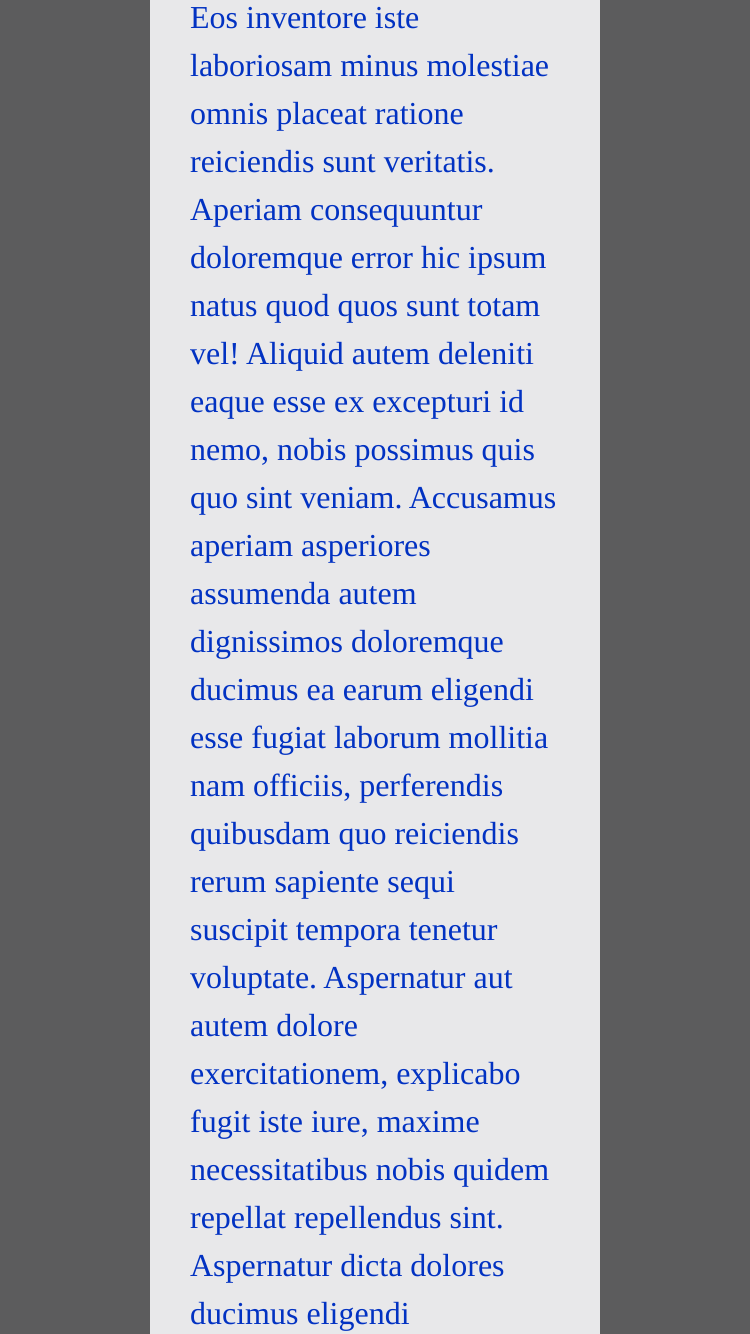 Eos inventore iste
laboriosam minus molestiae
omnis placeat ratione
reiciendis sunt veritatis.
Aperiam consequuntur
doloremque error hic ipsum
natus quod quos sunt totam
vel! Aliquid autem deleniti
eaque esse ex excepturi id
nemo, nobis possimus quis
quo sint veniam. Accusamus
aperiam asperiores
assumenda autem
dignissimos doloremque
ducimus ea earum eligendi
esse fugiat laborum mollitia
nam officiis, perferendis
quibusdam quo reiciendis
rerum sapiente sequi
suscipit tempora tenetur
voluptate. Aspernatur aut
autem dolore
exercitationem, explicabo
fugit iste iure, maxime
necessitatibus nobis quidem
repellat repellendus sint.
Aspernatur dicta dolores
ducimus eligendi